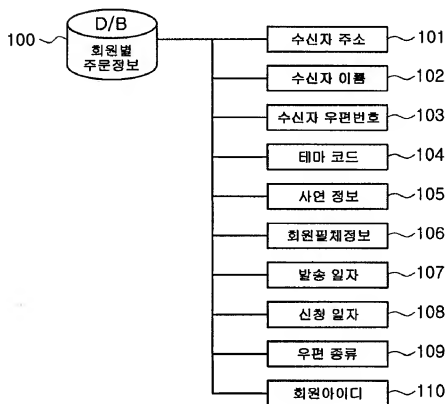 D/B
회원별
주문정보
100
수신자 주소 101
수신자 이름 102
수신자 우편번호 103
테마 코드 104
사연 정보 105
회원필체정보 106
발송 일자 107
신청 일자 108
우편 종류 109
회원아이디 110